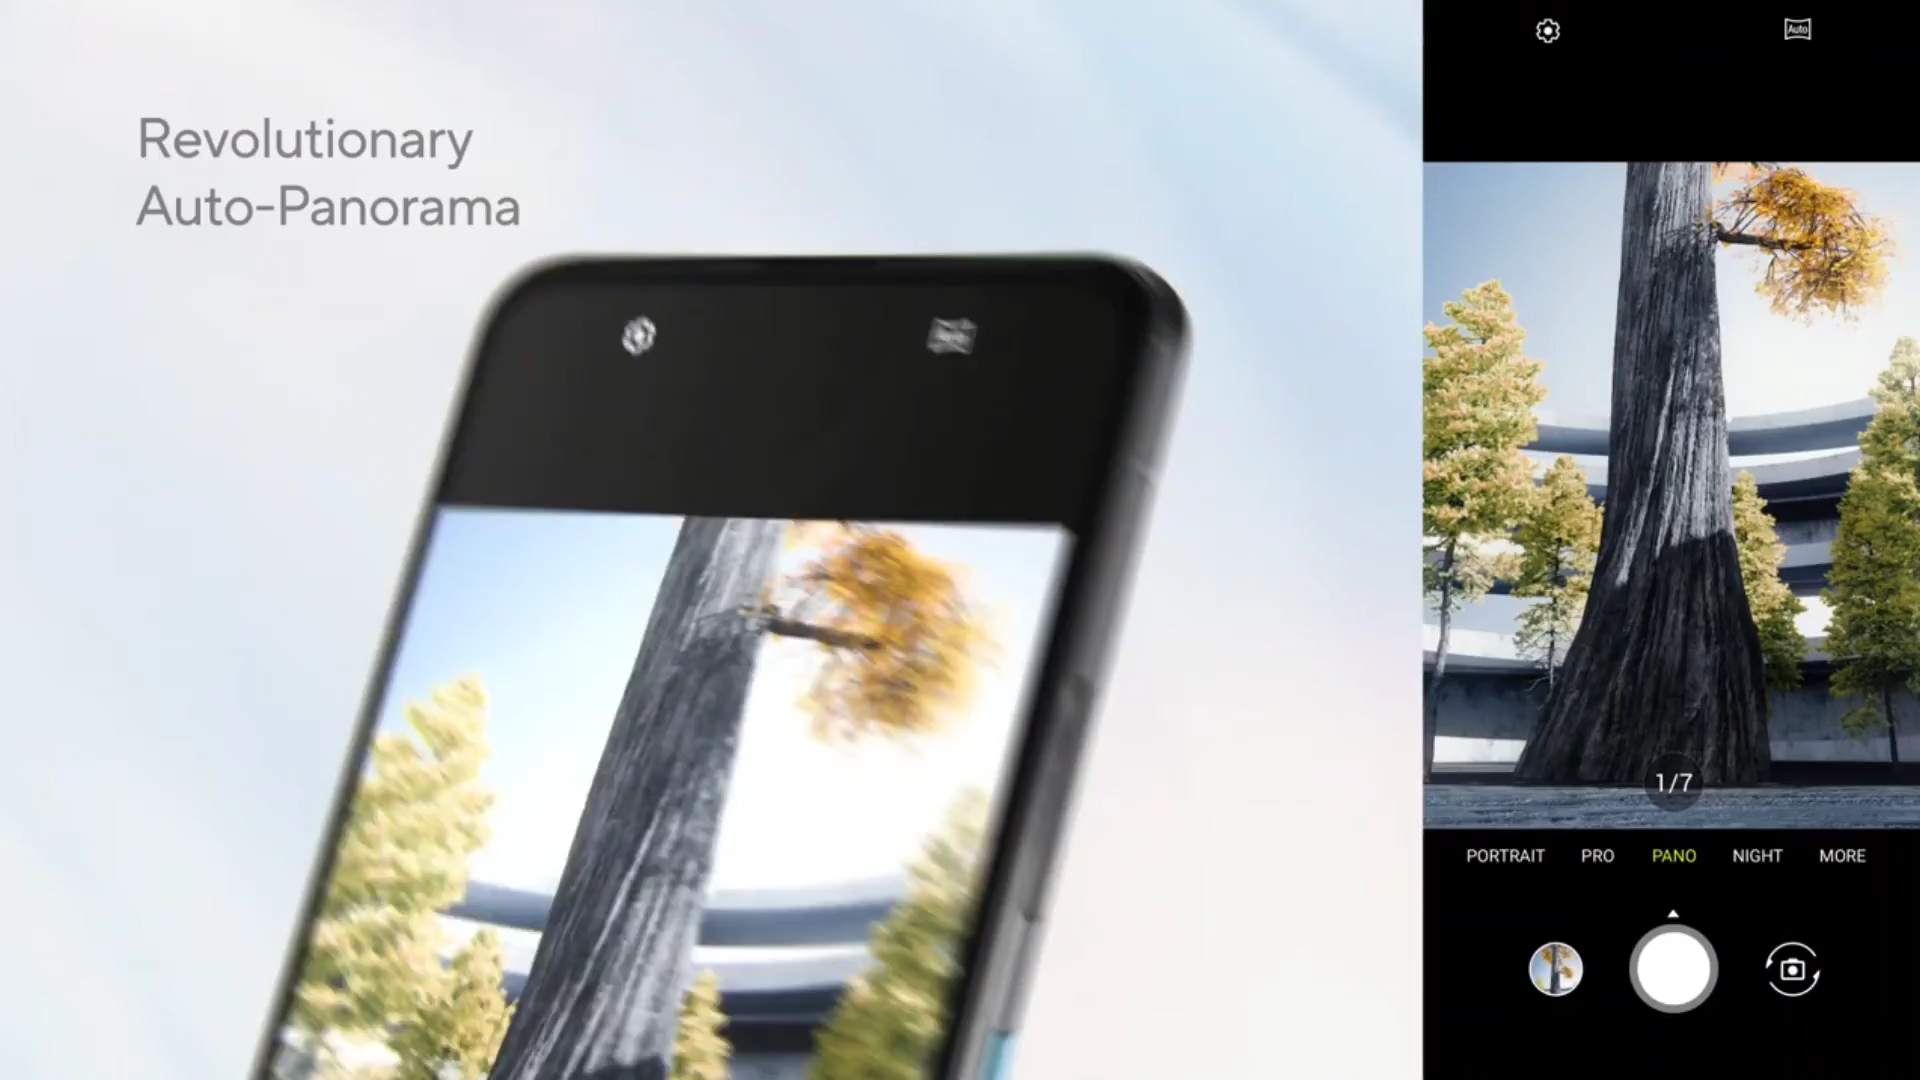 Revolutionary
Auto-Panorama
Auto
1/7
PORTRAIT PRO PANO NIGHT MORE